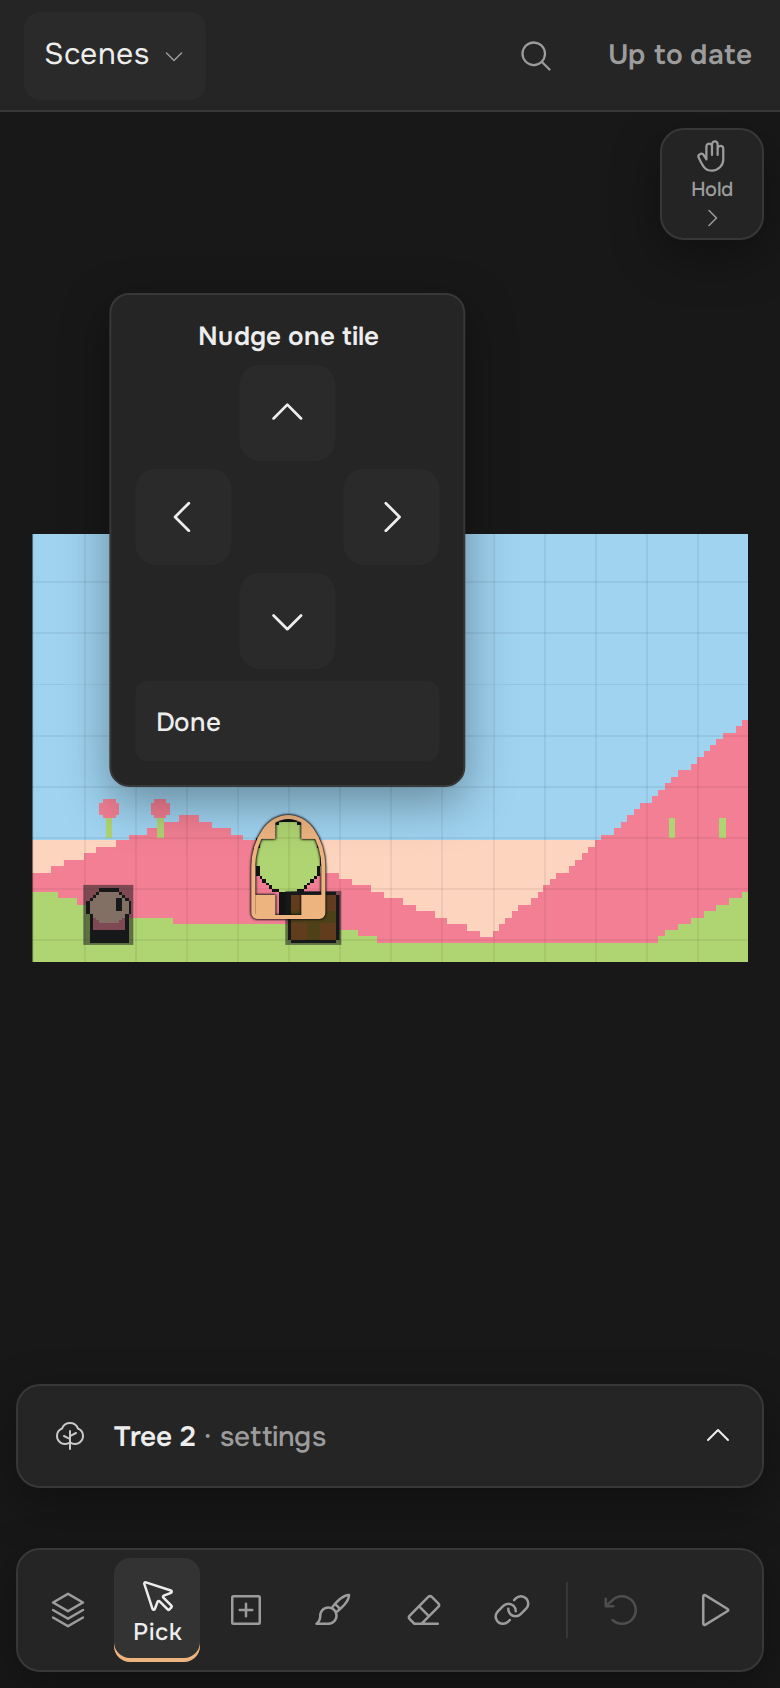 Scenes
Up to date
Hold
Nudge one tile
Done
Tree 2 · settings
Pick